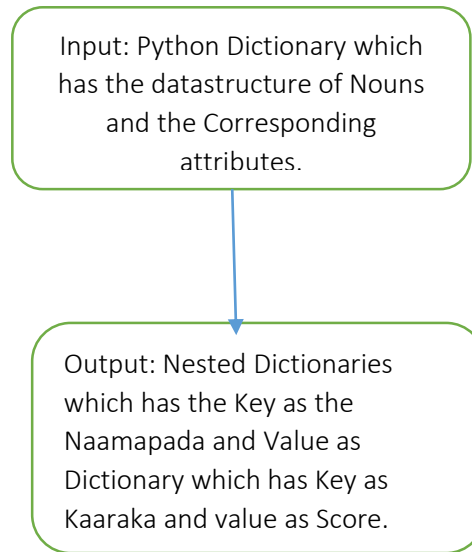 Input: Python Dictionary which
has the datastructure of Nouns
and the Corresponding
attributes.
Output: Nested Dictionaries
which has the Key as the
Naamapada and Value as
Dictionary which has Key as
Kaaraka and value as Score.